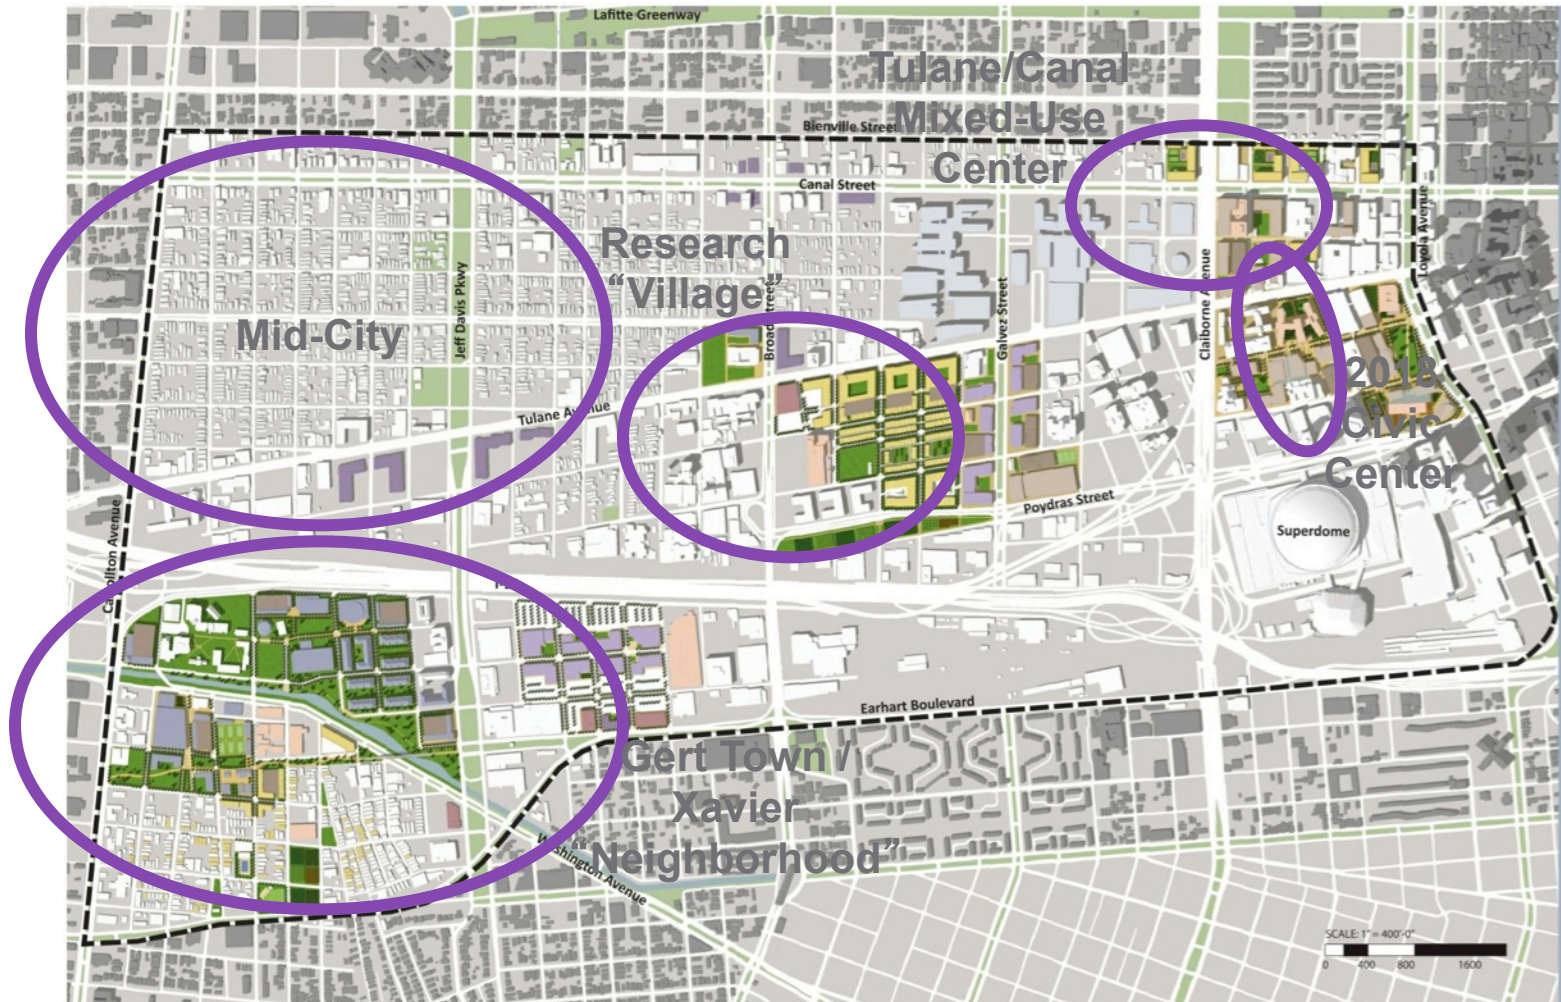 Lafitte Greenway
Tulane/Canal
Mixed-Use
Center
Bienville Street
Canal Street
Research
“Village”
Mid-City
Jeff Davis Pkwy
Broad Street
Galvez Street
Claiborne Avenue
Loyola Avenue
2018
Civic
Center
Tulane Avenue
Poydras Street
Superdome
Carrollton Avenue
Earhart Boulevard
Gert Town /
Xavier
“Neighborhood”
Washington Avenue
SCALE: 1" = 400'-0"
0 400 800 1600